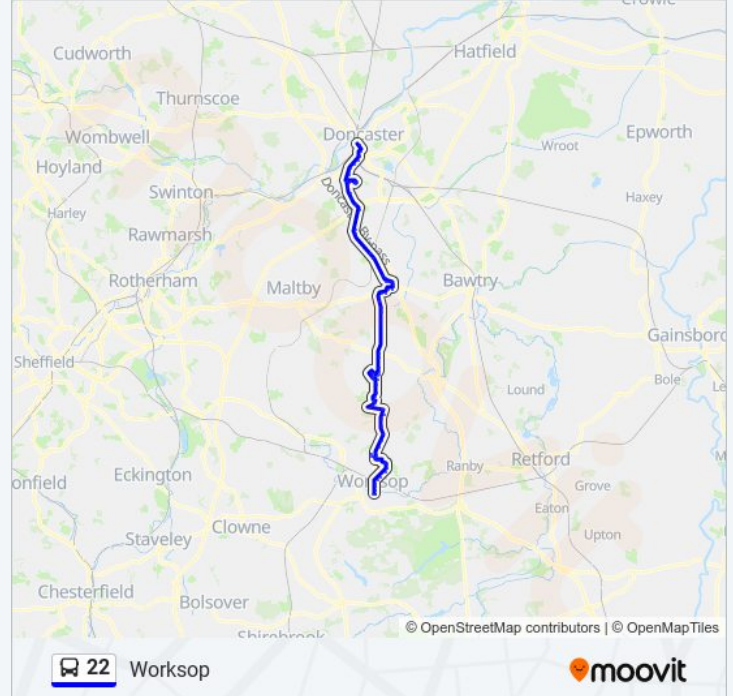 Crowle
Cudworth
Hatfield
Thurnscoe
Doncaster
Epworth
Wombwell
Wroot
Hoyland
Swinton
Haxey
Harley
Doncaster Bypass
Rawmarsh
Rotherham
Maltby
Bawtry
Gainsbord
Sheffield
Bole
Le
Lound
Worksop
Ranby
Retford
M
onfield
Eckington
Grove
Eaton
Clowne
Upton
Staveley
Chesterfield
Bolsover
Shirebrook
© OpenStreetMap contributors | © OpenMapTiles
22 Worksop
moovit